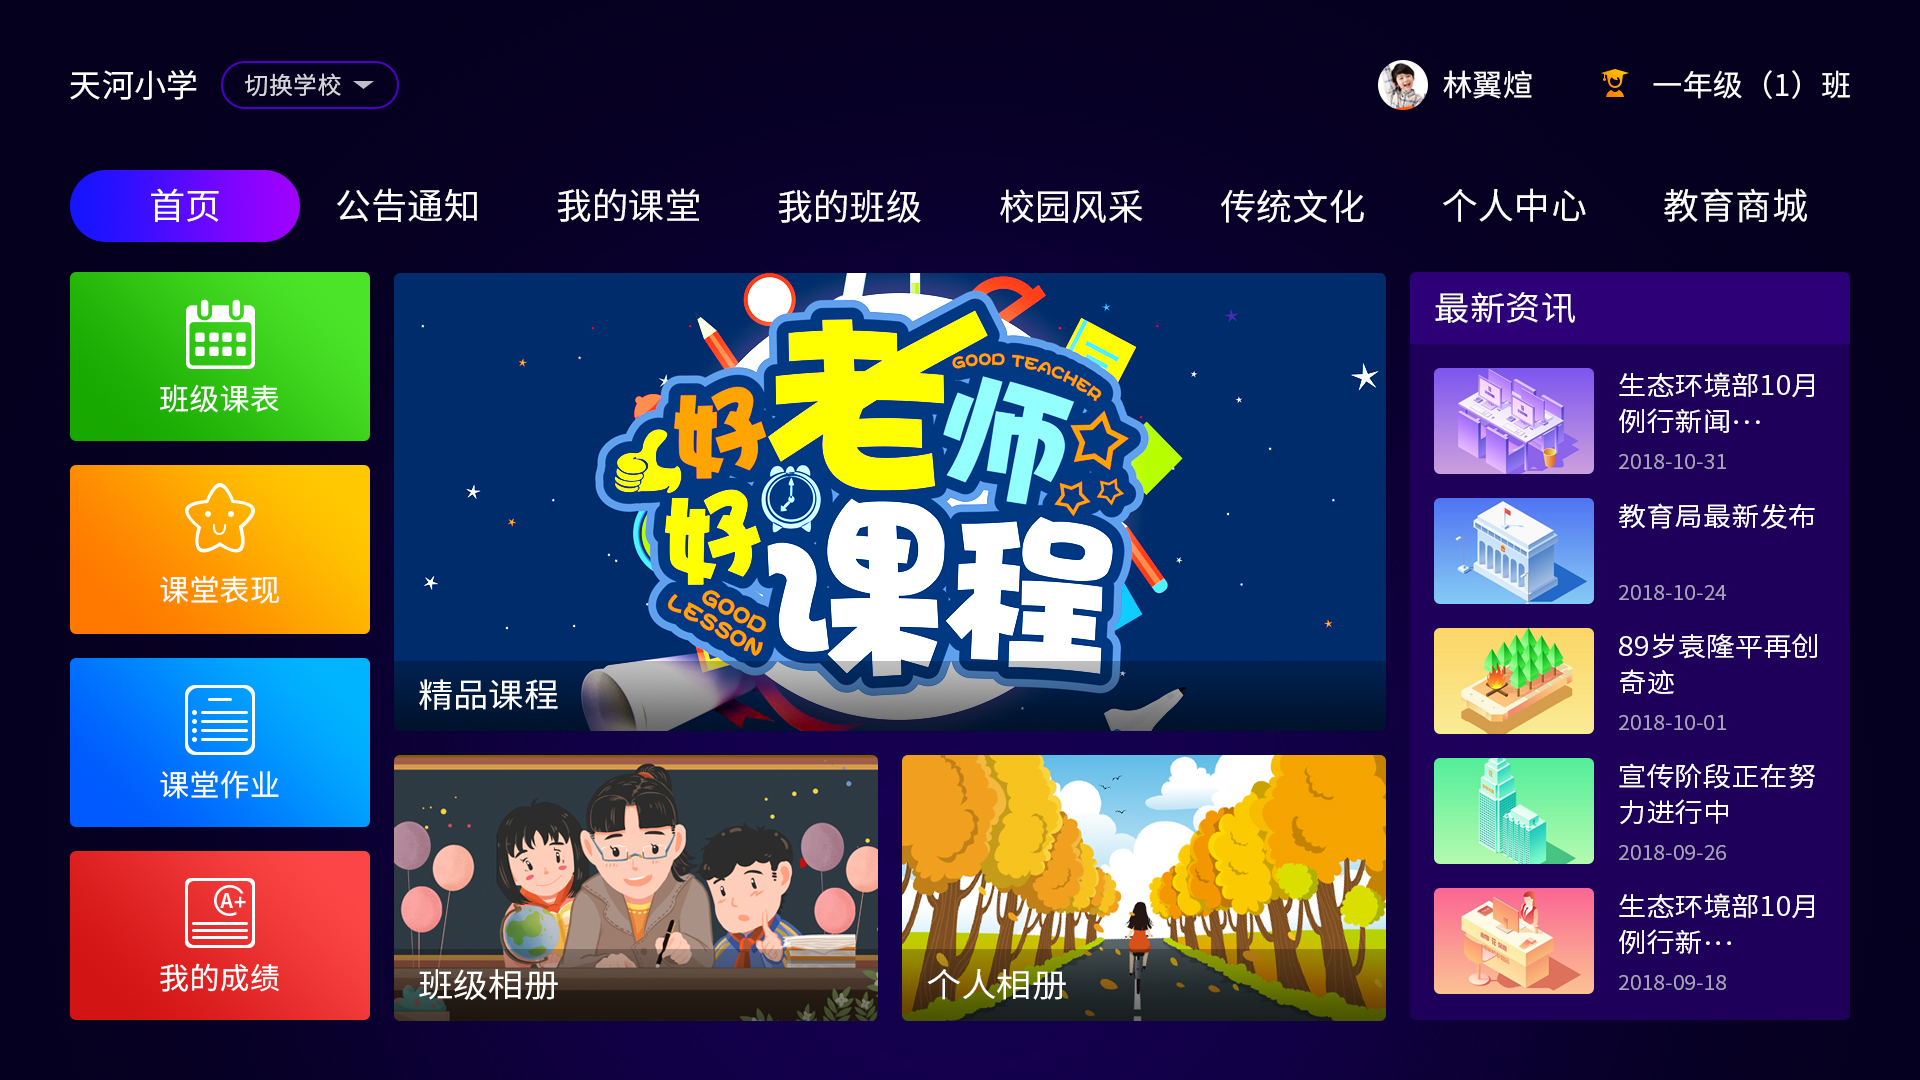 天河小学
切换学校
林翼煊
一年级（1）班
首页
公告通知
我的课堂
我的班级
校园风采
传统文化
个人中心
教育商城
班级课表
课堂表现
课堂作业
A+
我的成绩
好老师
GOOD TEACHER
好课程
GOOD
LESSON
精品课程
班级相册
个人相册
最新资讯
生态环境部10月
例行新闻···
2018-10-31
教育局最新发布
2018-10-24
89岁袁隆平再创
奇迹
2018-10-01
宣传阶段正在努
力进行中
2018-09-26
生态环境部10月
例行新···
2018-09-18